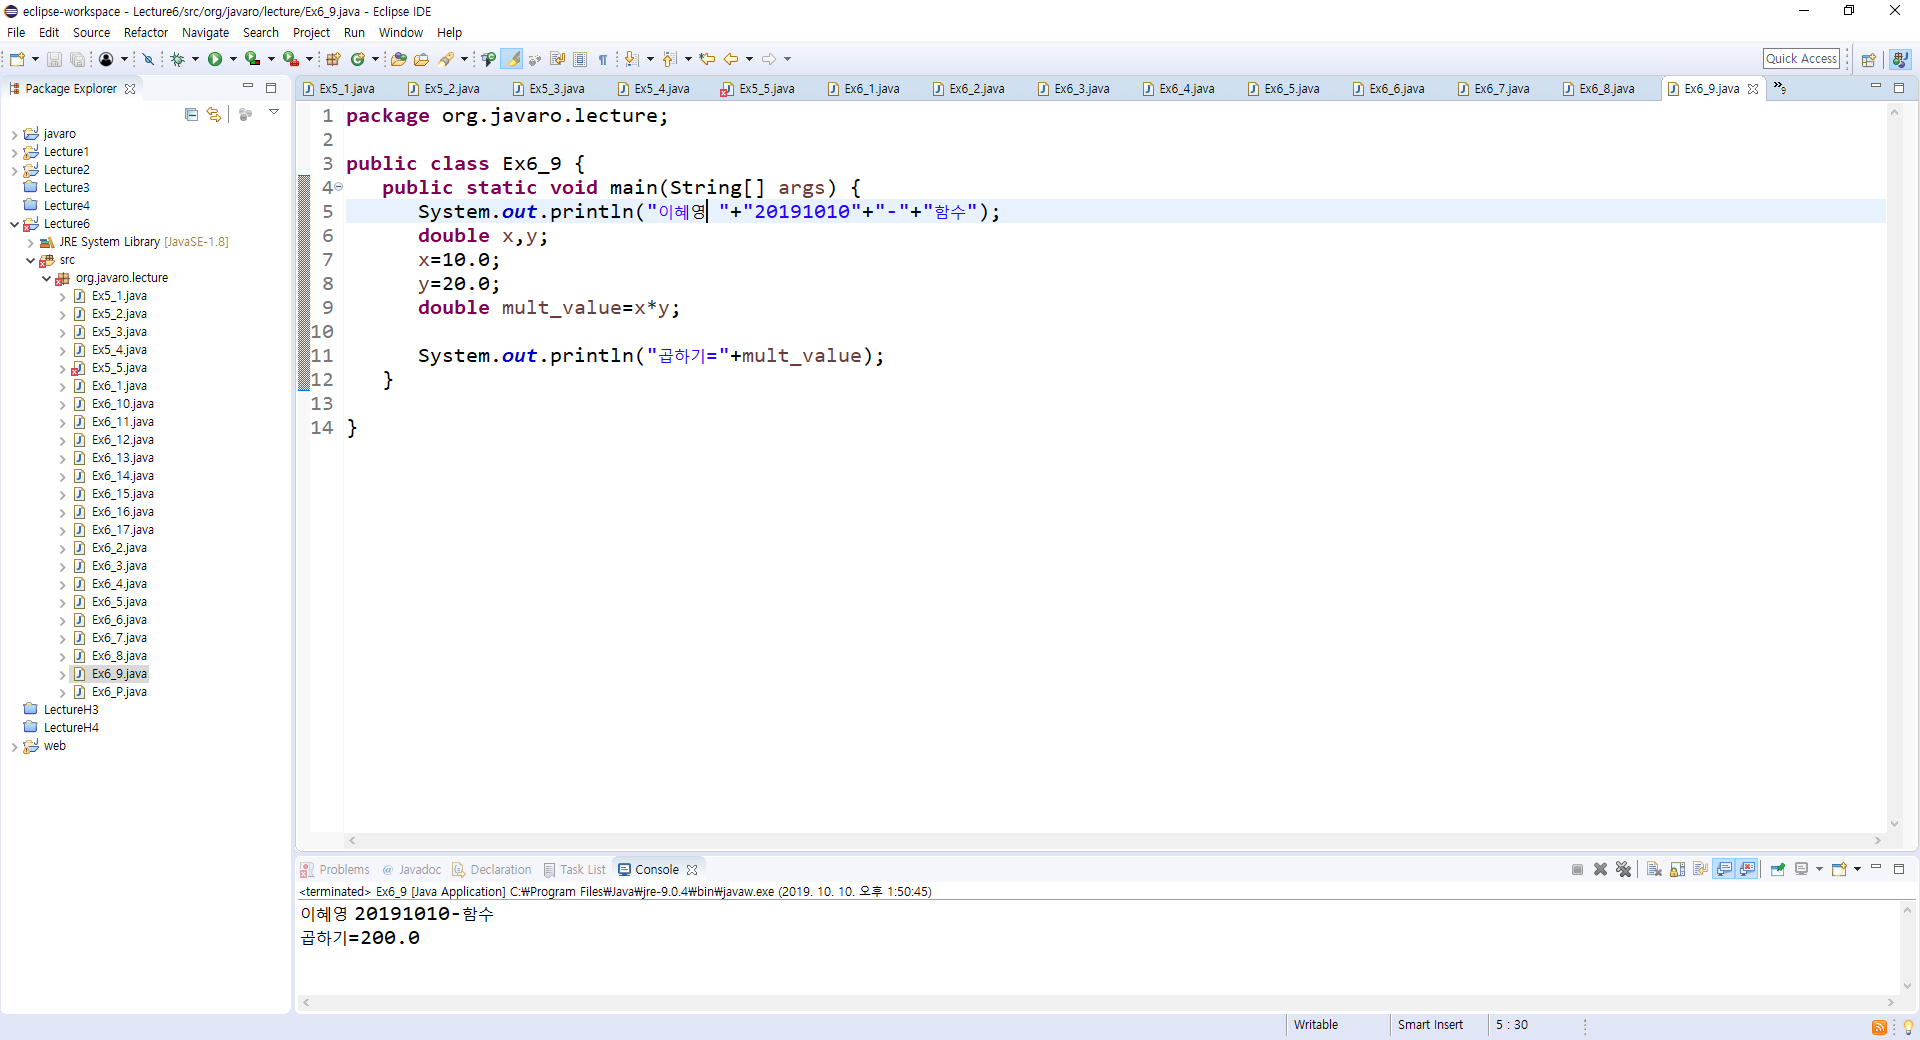 eclipse-workspace - Lecture6/src/org/javaro/lecture/Ex6_9.java - Eclipse IDE
File Edit Source Refactor Navigate Search Project Run Window Help
Quick Access
Package Explorer
Ex5_1.java Ex5_2.java Ex5_3.java Ex5_4.java Ex5_5.java Ex6_1.java Ex6_2.java Ex6_3.java Ex6_4.java Ex6_5.java Ex6_6.java Ex6_7.java Ex6_8.java Ex6_9.java »9
javaro
Lecture1
Lecture2
Lecture3
Lecture4
Lecture6
JRE System Library [JavaSE-1.8]
src
org.javaro.lecture
Ex5_1.java
Ex5_2.java
Ex5_3.java
Ex5_4.java
Ex5_5.java
Ex6_1.java
Ex6_10.java
Ex6_11.java
Ex6_12.java
Ex6_13.java
Ex6_14.java
Ex6_15.java
Ex6_16.java
Ex6_17.java
Ex6_2.java
Ex6_3.java
Ex6_4.java
Ex6_5.java
Ex6_6.java
Ex6_7.java
Ex6_8.java
Ex6_9.java
Ex6_P.java
LectureH3
LectureH4
web
1 package org.javaro.lecture;
2
3 public class Ex6_9 {
4 public static void main(String[] args) {
5 System.out.println("이혜영 "+"20191010"+"-"+"함수");
6 double x,y;
7 x=10.0;
8 y=20.0;
9 double mult_value=x*y;
10
11 System.out.println("곱하기="+mult_value);
12 }
13
14 }
Problems @ Javadoc Declaration Task List Console
<terminated> Ex6_9 [Java Application] C:₩Program Files₩Java₩jre-9.0.4₩bin₩javaw.exe (2019. 10. 10. 오후 1:50:45)
이혜영 20191010-함수
곱하기=200.0
Writable Smart Insert 5 : 30